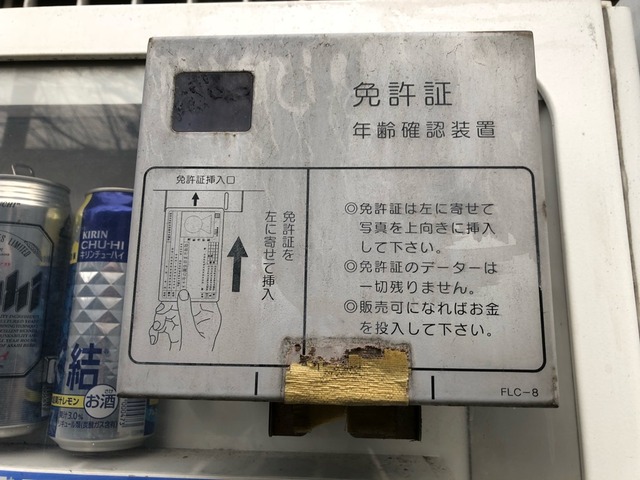 免許証
年齢確認装置
免許証挿入口
免許証を
左に寄せて挿入
◎免許証は左に寄せて
写真を上向きに挿入
して下さい。
◎免許証のデーターは
一切残りません。
◎販売可になればお金
を投入して下さい。
FLC-8
KIRIN
CHU-HI
キリンチューハイ
結
お酒